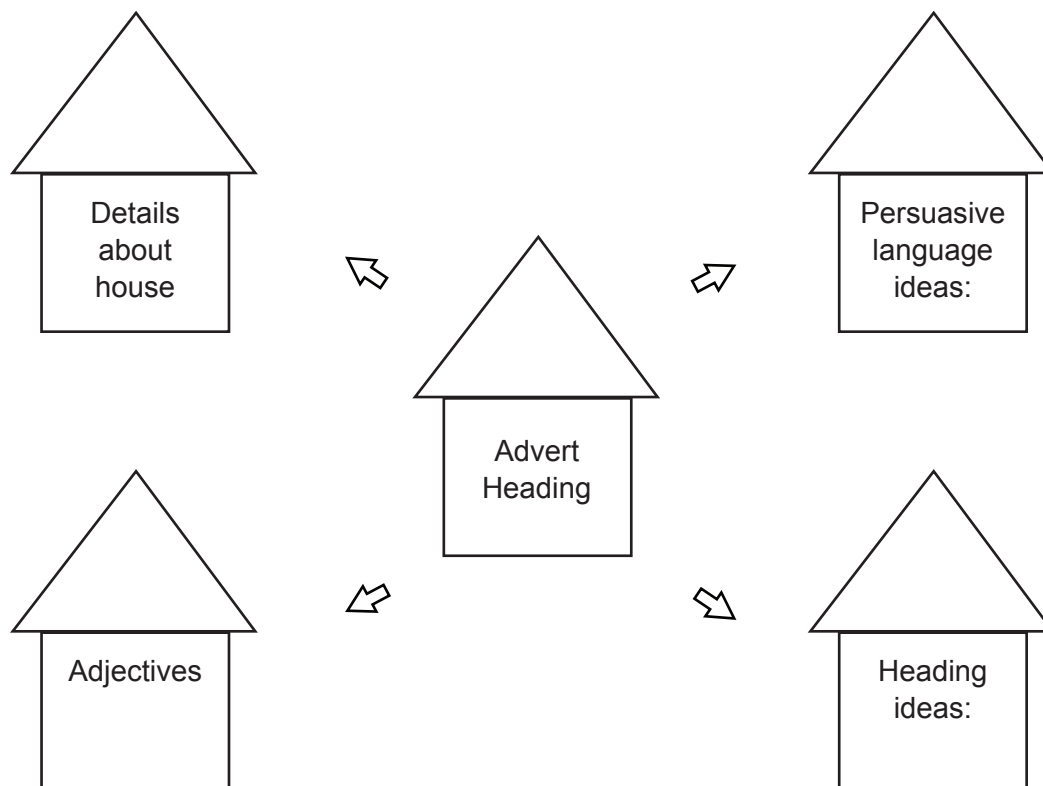 Details
about
house
Persuasive
language
ideas:
Advert
Heading
Adjectives
Heading
ideas: